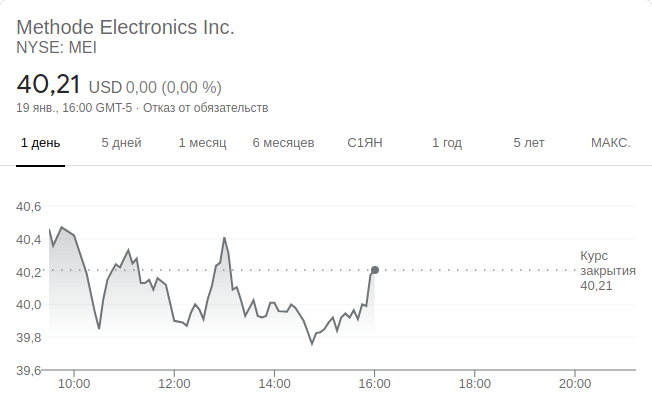 Methode Electronics Inc.
NYSE: MEI
40,21 USD 0,00 (0,00 %)
19 янв., 16:00 GMT-5 · Отказ от обязательств
1 день 5 дней 1 месяц 6 месяцев С1ЯН 1 год 5 лет МАКС.
40,6
40,4
40,2
40,0
39,8
39,6
Курс
закрытия
40,21
10:00 12:00 14:00 16:00 18:00 20:00